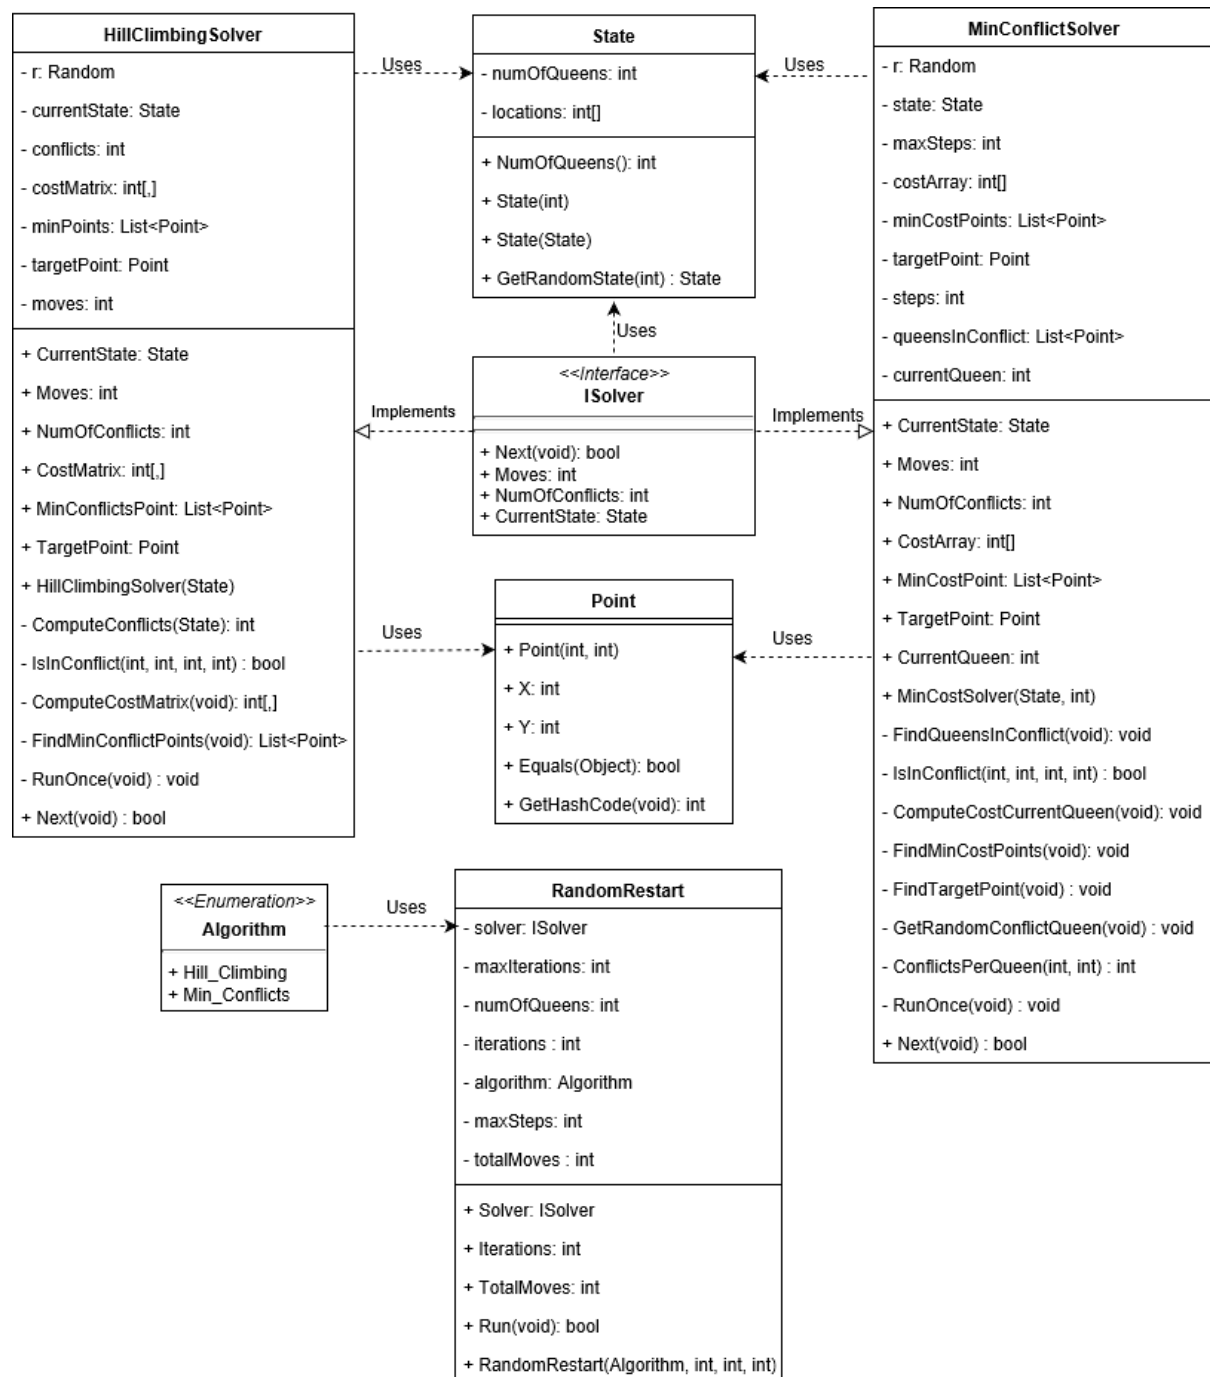 HillClimbingSolver
- r: Random
- currentState: State
- conflicts: int
- costMatrix: int[,]
- minPoints: List<Point>
- targetPoint: Point
- moves: int
+ CurrentState: State
+ Moves: int
+ NumOfConflicts: int
+ CostMatrix: int[,]
+ MinConflictsPoint: List<Point>
+ TargetPoint: Point
+ HillClimbingSolver(State)
- ComputeConflicts(State): int
- IsInConflict(int, int, int, int) : bool
- ComputeCostMatrix(void): int[,]
- FindMinConflictPoints(void): List<Point>
- RunOnce(void) : void
+ Next(void) : bool
Uses
State
- numOfQueens: int
- locations: int[]
+ NumOfQueens(): int
+ State(int)
+ State(State)
+ GetRandomState(int) : State
Uses
Uses
Implements
<<Interface>>
ISolver
+ Next(void): bool
+ Moves: int
+ NumOfConflicts: int
+ CurrentState: State
Implements
Uses
Point
+ Point(int, int)
+ X: int
+ Y: int
+ Equals(Object): bool
+ GetHashCode(void): int
Uses
MinConflictSolver
- r: Random
- state: State
- maxSteps: int
- costArray: int[]
- minCostPoints: List<Point>
- targetPoint: Point
- steps: int
- queensInConflict: List<Point>
- currentQueen: int
+ CurrentState: State
+ Moves: int
+ NumOfConflicts: int
+ CostArray: int[]
+ MinCostPoint: List<Point>
+ TargetPoint: Point
+ CurrentQueen: int
+ MinCostSolver(State, int)
- FindQueensInConflict(void): void
- IsInConflict(int, int, int, int) : bool
- ComputeCostCurrentQueen(void): void
- FindMinCostPoints(void): void
- FindTargetPoint(void) : void
- GetRandomConflictQueen(void) : void
- ConflictsPerQueen(int, int) : int
- RunOnce(void) : void
+ Next(void) : bool
<<Enumeration>>
Algorithm
+ Hill_Climbing
+ Min_Conflicts
Uses
RandomRestart
- solver: ISolver
- maxIterations: int
- numOfQueens: int
- iterations : int
- algorithm: Algorithm
- maxSteps: int
- totalMoves : int
+ Solver: ISolver
+ Iterations: int
+ TotalMoves: int
+ Run(void): bool
+ RandomRestart(Algorithm, int, int, int)